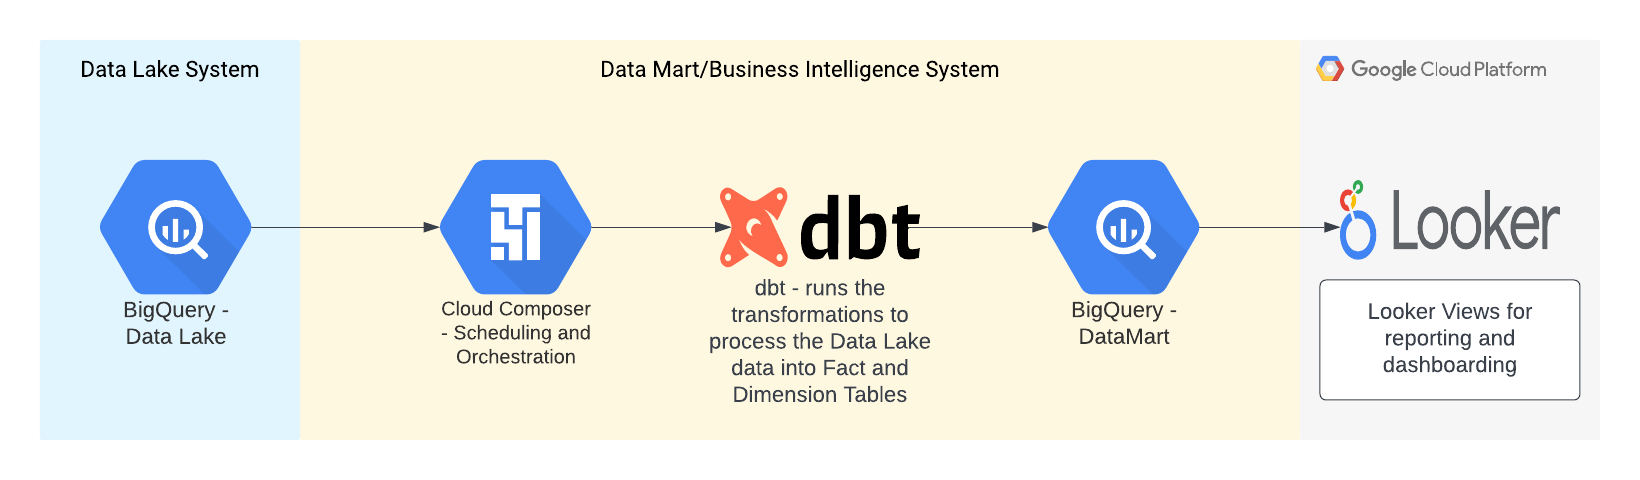 Data Lake System
Data Mart/Business Intelligence System
Google Cloud Platform
BigQuery -
Data Lake
Cloud Composer
- Scheduling and
Orchestration
dbt
dbt - runs the
transformations to
process the Data Lake
data into Fact and
Dimension Tables
BigQuery -
DataMart
Looker
Looker Views for
reporting and
dashboarding